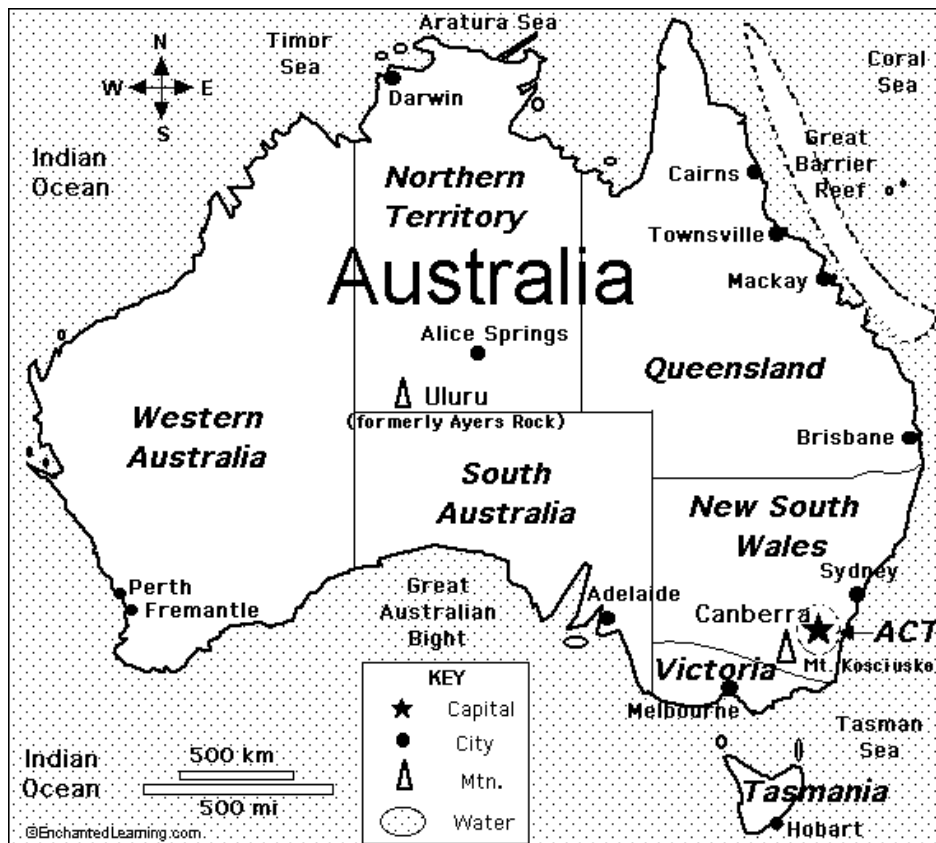 Aratura Sea
Timor
Sea
N
W E
S
Coral
Sea
Darwin
Indian
Ocean
Great
Barrier
Reef
Northern
Territory
Cairns
Townsville
Australia
Mackay
Alice Springs
Uluru
(formerly Ayers Rock)
Queensland
Western
Australia
Brisbane
South
Australia
New South
Wales
Sydney
Perth
Fremantle
Great
Australian
Bight
Adelaide
Canberra
ACT
Mt. Kosciusko
Victoria
Melbourne
KEY
Capital
City
Mtn.
Water
Tasman
Sea
Indian
Ocean
500 km
500 mi
Tasmania
Hobart
©EnchantedLearning.com